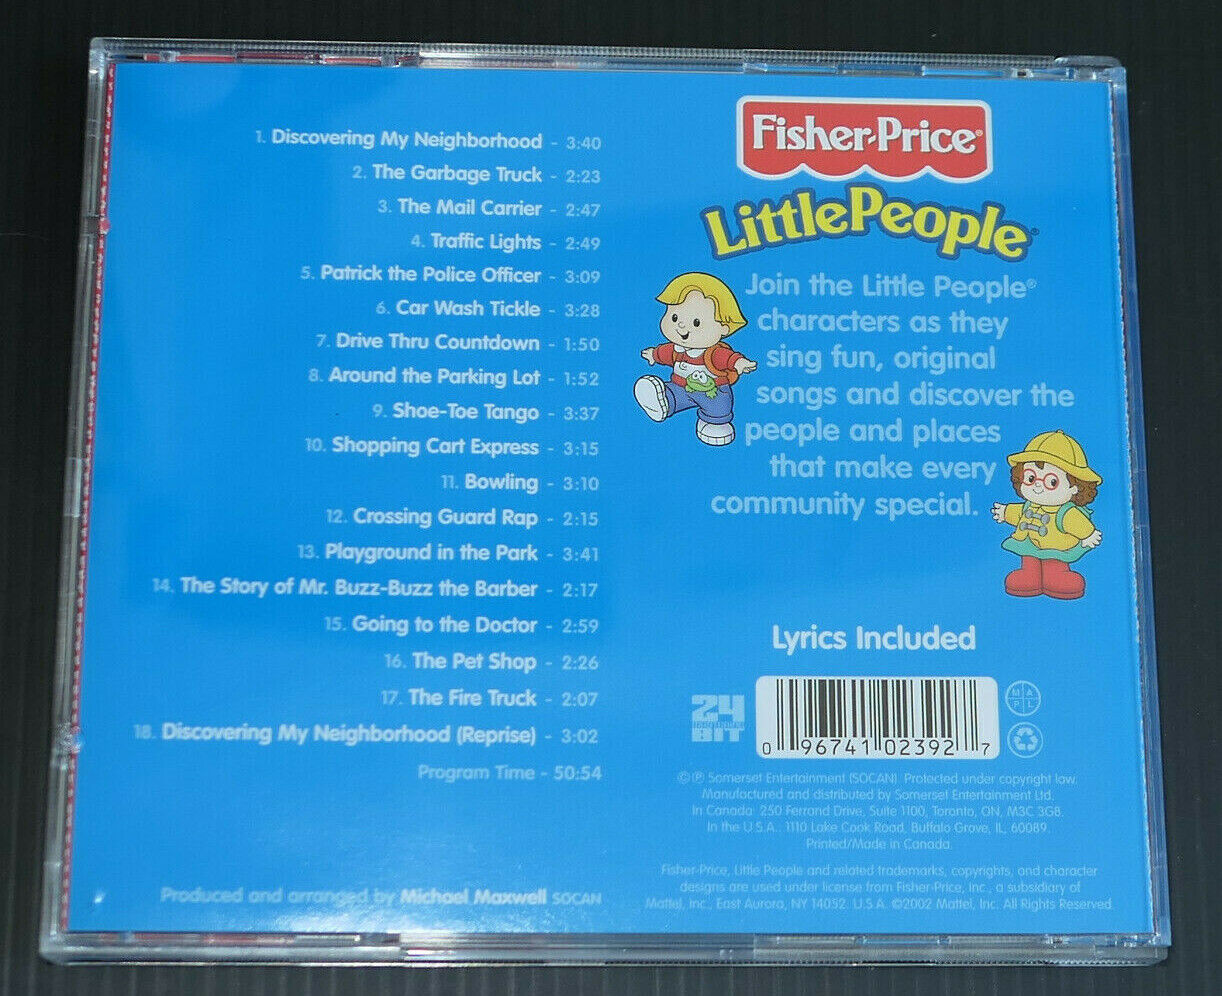 1. Discovering My Neighborhood - 3:40
2. The Garbage Truck - 2:23
3. The Mail Carrier - 2:47
4. Traffic Lights - 2:49
5. Patrick the Police Officer - 3:09
6. Car Wash Tickle - 3:28
7. Drive Thru Countdown - 1:50
8. Around the Parking Lot - 1:52
9. Shoe-Toe Tango - 3:37
10. Shopping Cart Express - 3:15
11. Bowling - 3:10
12. Crossing Guard Rap - 2:15
13. Playground in the Park - 3:41
14. The Story of Mr. Buzz-Buzz the Barber - 2:17
15. Going to the Doctor - 2:59
16. The Pet Shop - 2:26
17. The Fire Truck - 2:07
18. Discovering My Neighborhood (Reprise) - 3:02
Program Time - 50:54
Produced and arranged by Michael Maxwell SOCAN
Fisher-Price®
LittlePeople®
Join the Little People®
characters as they
sing fun, original
songs and discover the
people and places
that make every
community special.
Lyrics Included
24
BIT
0 96741 02392 7
M A
P L
©℗ Somerset Entertainment (SOCAN). Protected under copyright law.
Manufactured and distributed by Somerset Entertainment Ltd.
In Canada: 250 Ferrand Drive, Suite 1100, Toronto, ON, M3C 3G8.
In the U.S.A.: 1110 Lake Cook Road, Buffalo Grove, IL, 60089.
Printed/Made in Canada.
Fisher-Price, Little People and related trademarks, copyrights, and character
designs are used under license from Fisher-Price, Inc., a subsidiary of
Mattel, Inc., East Aurora, NY 14052. U.S.A. ©2002 Mattel, Inc. All Rights Reserved.